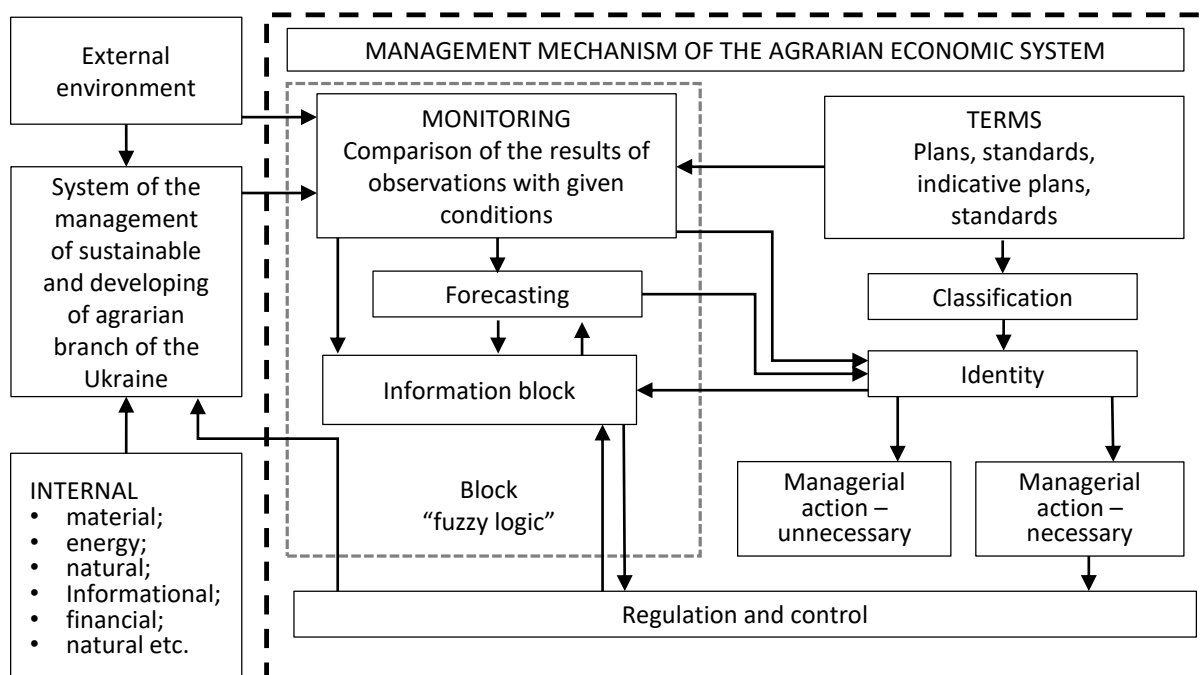 External
environment
MANAGEMENT MECHANISM OF THE AGRARIAN ECONOMIC SYSTEM
MONITORING
Comparison of the results of
observations with given
conditions
TERMS
Plans, standards,
indicative plans,
standards
System of the
management
of sustainable
and developing
of agrarian
branch of the
Ukraine
Forecasting
Classification
Information block
Identity
INTERNAL
• material;
• energy;
• natural;
• Informational;
• financial;
• natural etc.
Block
“fuzzy logic”
Managerial
action –
unnecessary
Managerial
action –
necessary
Regulation and control